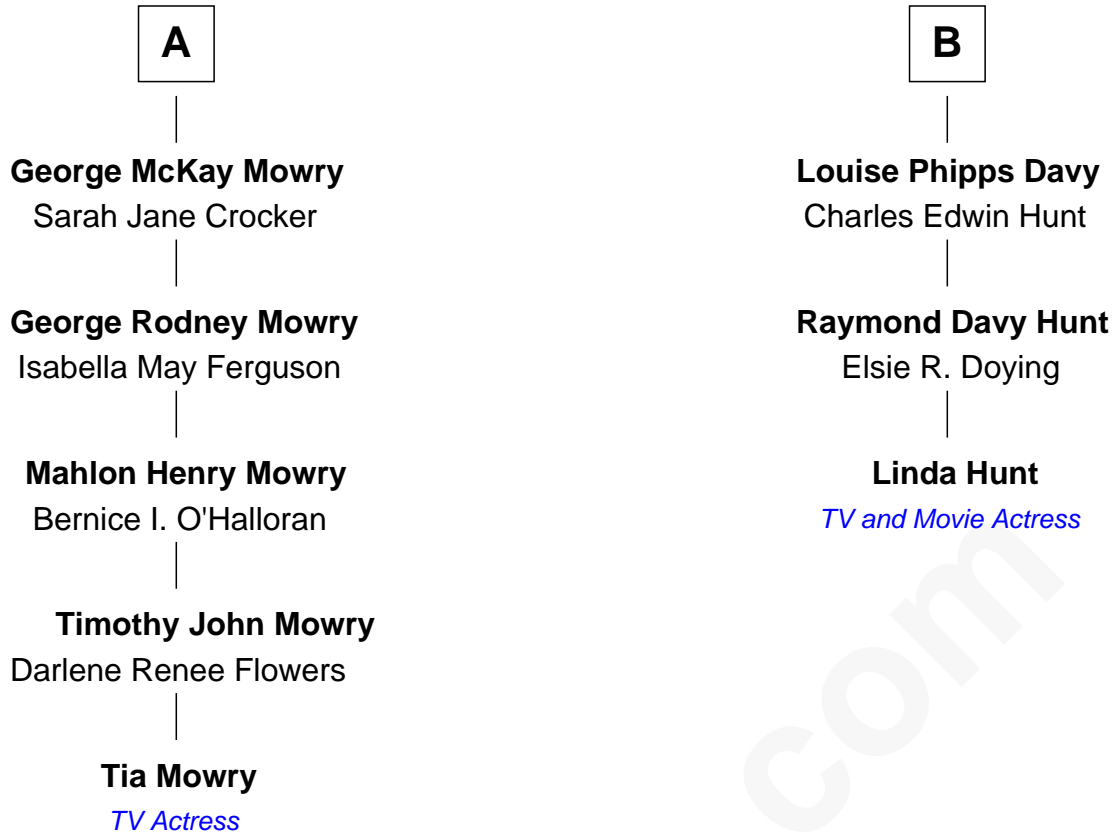 A
George McKay Mowry
Sarah Jane Crocker
George Rodney Mowry
Isabella May Ferguson
Mahlon Henry Mowry
Bernice I. O'Halloran
Timothy John Mowry
Darlene Renee Flowers
Tia Mowry
TV Actress
B
Louise Phipps Davy
Charles Edwin Hunt
Raymond Davy Hunt
Elsie R. Doying
Linda Hunt
TV and Movie Actress
com